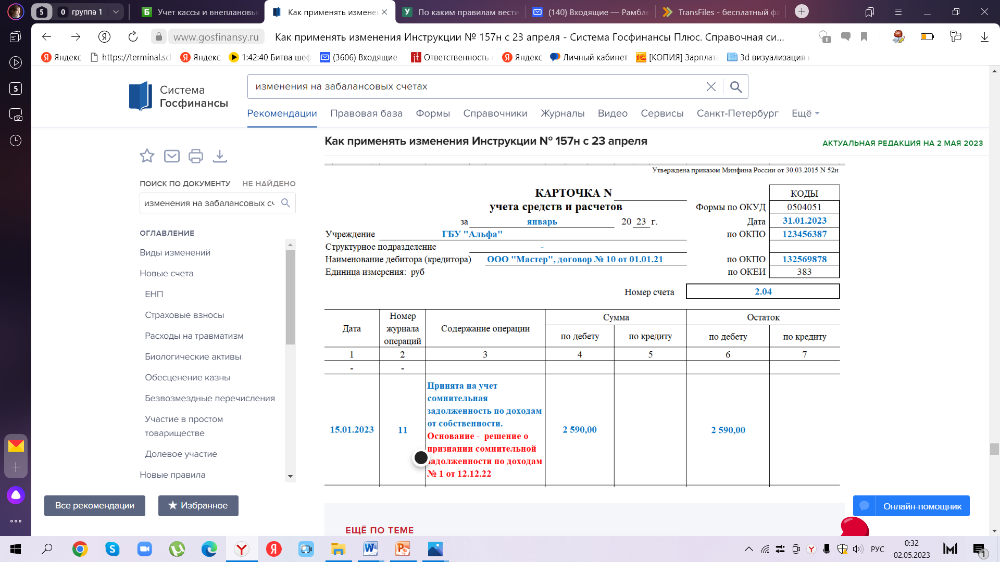 5
0 группа 1
Учет кассы и внеплановы
Как применять измене
По каким правилам вести
(140) Входящие — Рамбле
TransFiles - бесплатный фа
www.gosfinansy.ru
Как применять изменения Инструкции № 157н с 23 апреля - Система Госфинансы Плюс. Справочная си...
1
Яндекс
https://terminal.scl
Яндекс
1:42:40 Битва шеф
(3606) Входящие -
Ответственность г
Яндекс
Личный кабинет
[КОПИЯ] Зарплата
3d визуализация и
5
Система
Госфинансы
изменения на забалансовых счетах
Рекомендации Правовая база Формы Справочники Журналы Видео Сервисы Санкт-Петербург Ещё
Как применять изменения Инструкции № 157н с 23 апреля
АКТУАЛЬНАЯ РЕДАКЦИЯ НА 2 МАЯ 2023
ПОИСК ПО ДОКУМЕНТУ НЕ НАЙДЕНО
изменения на забалансовых сч
ОГЛАВЛЕНИЕ
Виды изменений
Новые счета
ЕНП
Страховые взносы
Расходы на травматизм
Биологические активы
Обесценение казны
Безвозмездные перечисления
Участие в простом
товариществе
Долевое участие
Новые правила
Все рекомендации
Избранное
Утверждена приказом Минфина России от 30.03.2015 N 52н
КАРТОЧКА N
КОДЫ
учета средств и расчетов
Формы по ОКУД 0504051
за январь 20 23 г.
Дата 31.01.2023
Учреждение ГБУ "Альфа"
по ОКПО 123456387
Структурное подразделение -
Наименование дебитора (кредитора) ООО "Мастер", договор № 10 от 01.01.21
по ОКПО 132569878
Единица измерения: руб
по ОКЕИ 383
Номер счета 2.04
Дата
Номер
журнала
операций
Содержание операции
Сумма
Остаток
по дебету по кредиту по дебету по кредиту
1 2 3 4 5 6 7
- -
15.01.2023
11
Принята на учет
сомнительная
задолженность по доходам
от собственности.
Основание - решение о
признании сомнительной
задолженности по доходам
№ 1 от 12.12.22
2 590,00
2 590,00
ЕЩЁ ПО ТЕМЕ
Онлайн-помощник
РУС
0:32
02.05.2023
1